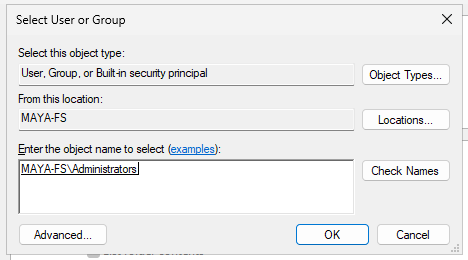 Select User or Group
Select this object type:
User, Group, or Built-in security principal
Object Types...
From this location:
MAYA-FS
Locations...
Enter the object name to select (examples):
MAYA-FS\Administrators
Check Names
Advanced...
OK
Cancel